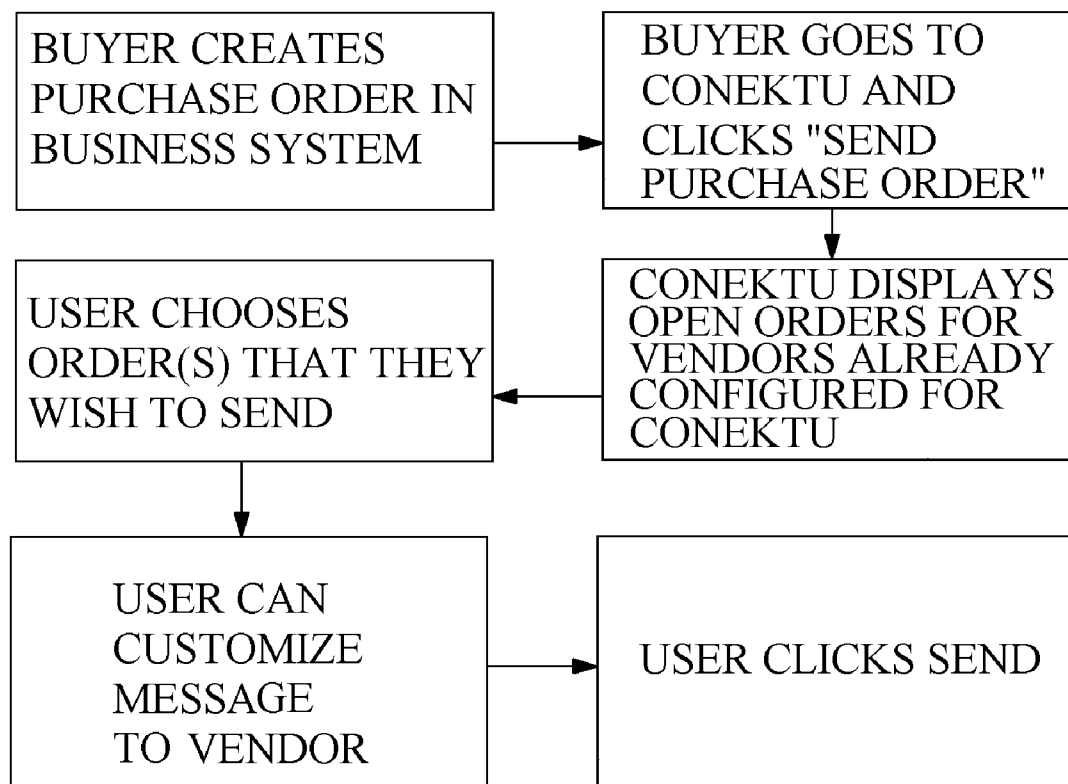 BUYER CREATES
PURCHASE ORDER IN
BUSINESS SYSTEM
BUYER GOES TO
CONEKTU AND
CLICKS "SEND
PURCHASE ORDER"
CONEKTU DISPLAYS
OPEN ORDERS FOR
VENDORS ALREADY
CONFIGURED FOR
CONEKTU
USER CHOOSES
ORDER(S) THAT THEY
WISH TO SEND
USER CAN
CUSTOMIZE
MESSAGE
TO VENDOR
USER CLICKS SEND